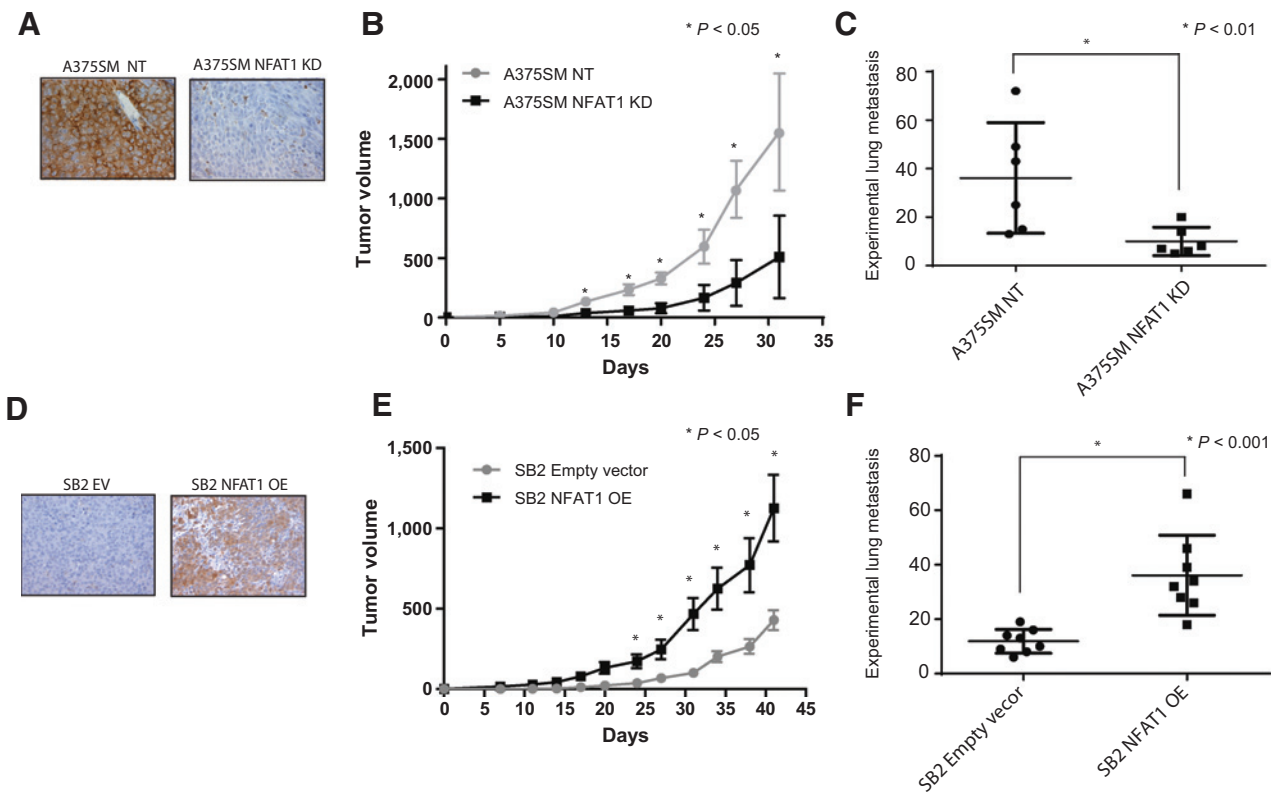 A
A375SM NT
A375SM NFAT1 KD
B
* P < 0.05
A375SM NT
A375SM NFAT1 KD
*
*
*
*
*
*
Tumor volume
2,000
1,500
1,000
500
0
0 5 10 15 20 25 30 35
Days
C
* P < 0.01
*
Experimental lung metastasis
80
60
40
20
0
A375SM NT
A375SM NFAT1 KD
D
SB2 EV
SB2 NFAT1 OE
E
* P < 0.05
SB2 Empty vector
SB2 NFAT1 OE
*
*
*
*
*
*
Tumor volume
1,500
1,000
500
0
0 5 10 15 20 25 30 35 40 45
Days
F
* P < 0.001
*
Experimental lung metastasis
80
60
40
20
0
SB2 Empty vecor
SB2 NFAT1 OE